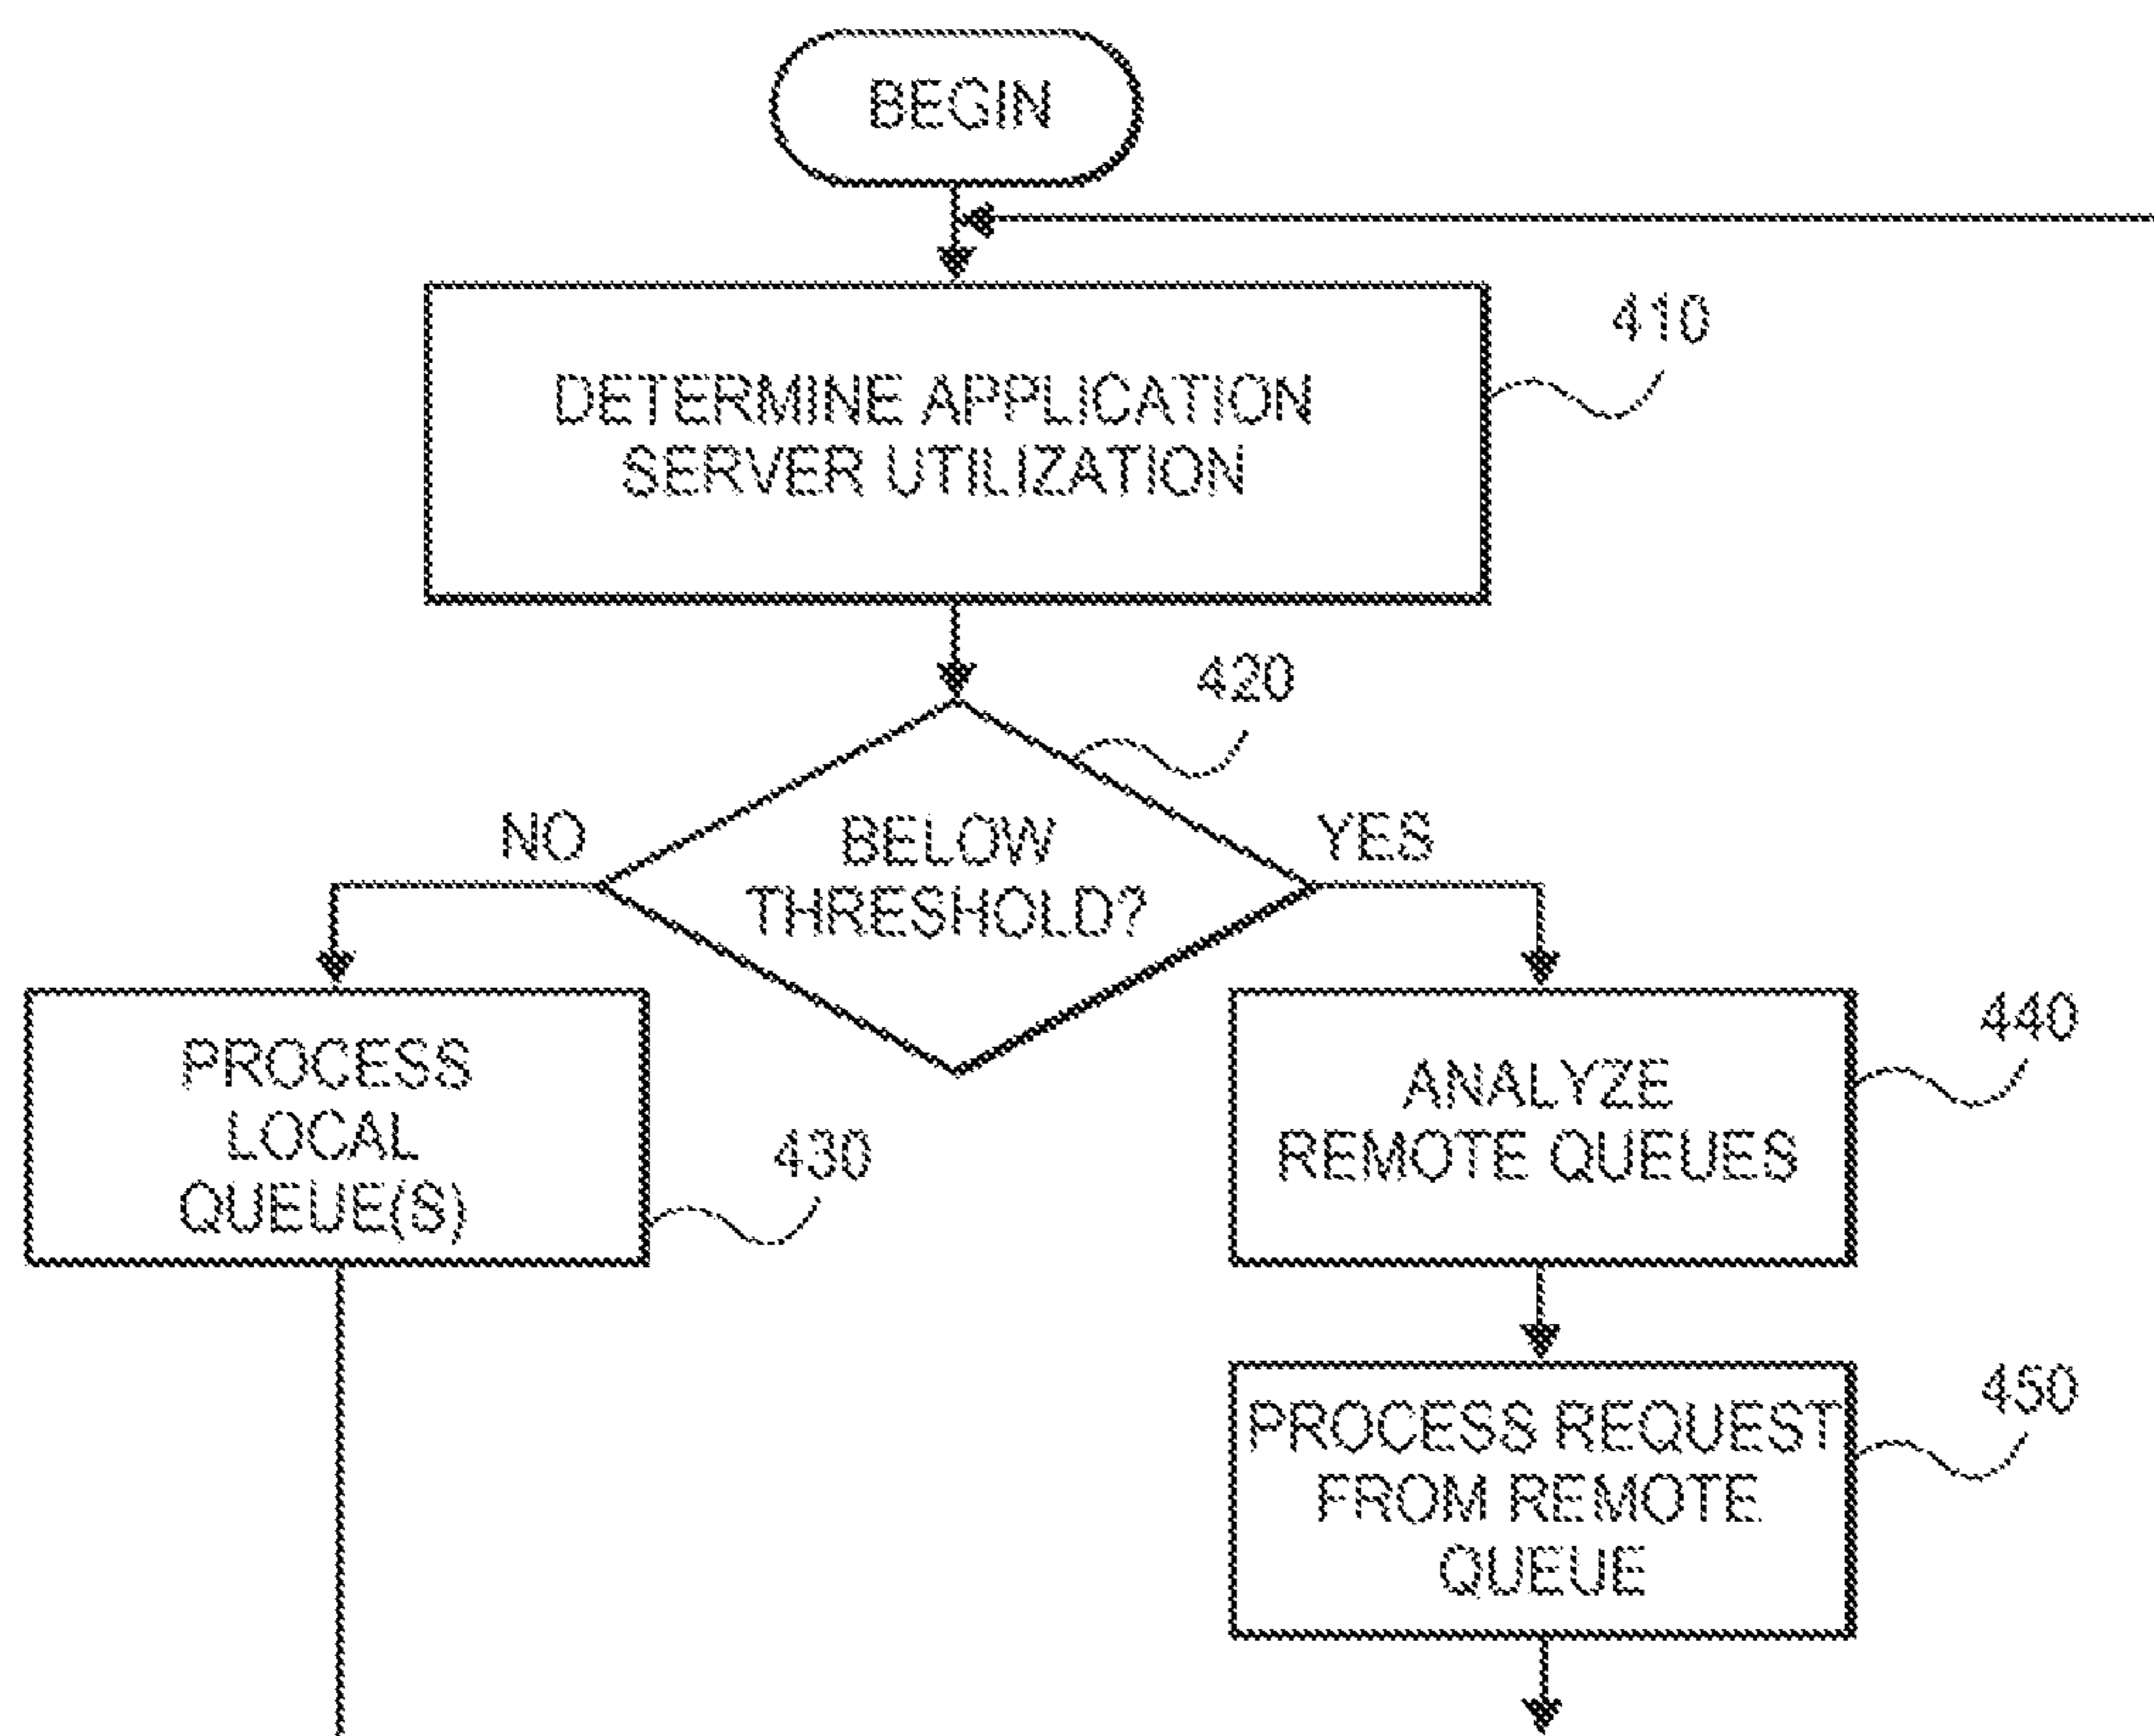 BEGIN
DETERMINE APPLICATION
SERVER UTILIZATION
410
420
NO
BELOW
THRESHOLD?
YES
PROCESS
LOCAL
QUEUE(S)
430
ANALYZE
REMOTE QUEUES
440
PROCESS REQUEST
FROM REMOTE
QUEUE
450